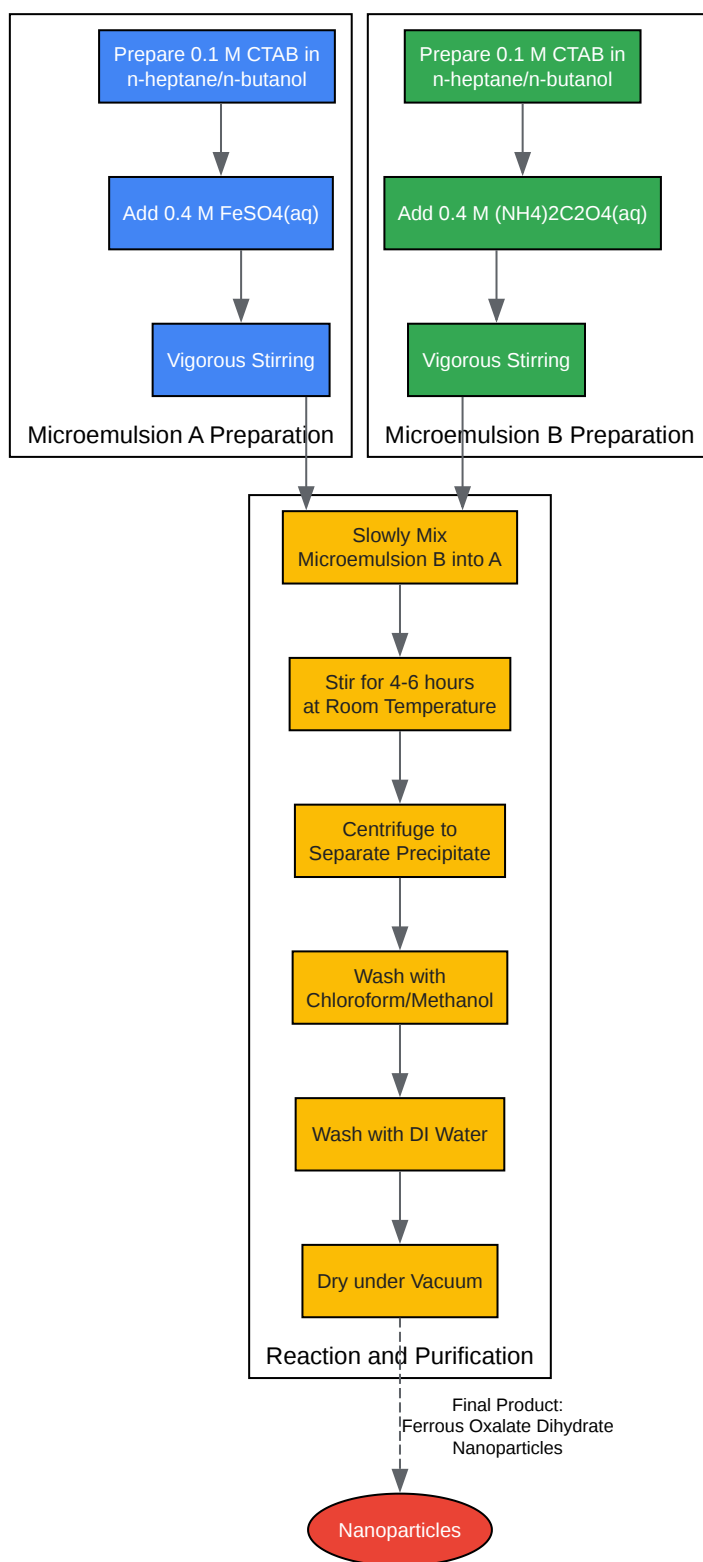 Prepare 0.1 M CTAB in
n-heptane/n-butanol
Add 0.4 M FeSO4(aq)
Vigorous Stirring
Microemulsion A Preparation
Prepare 0.1 M CTAB in
n-heptane/n-butanol
Add 0.4 M (NH4)2C2O4(aq)
Vigorous Stirring
Microemulsion B Preparation
Slowly Mix
Microemulsion B into A
Stir for 4-6 hours
at Room Temperature
Centrifuge to
Separate Precipitate
Wash with
Chloroform/Methanol
Wash with DI Water
Dry under Vacuum
Reaction and Purification
Final Product:
Ferrous Oxalate Dihydrate
Nanoparticles
Nanoparticles